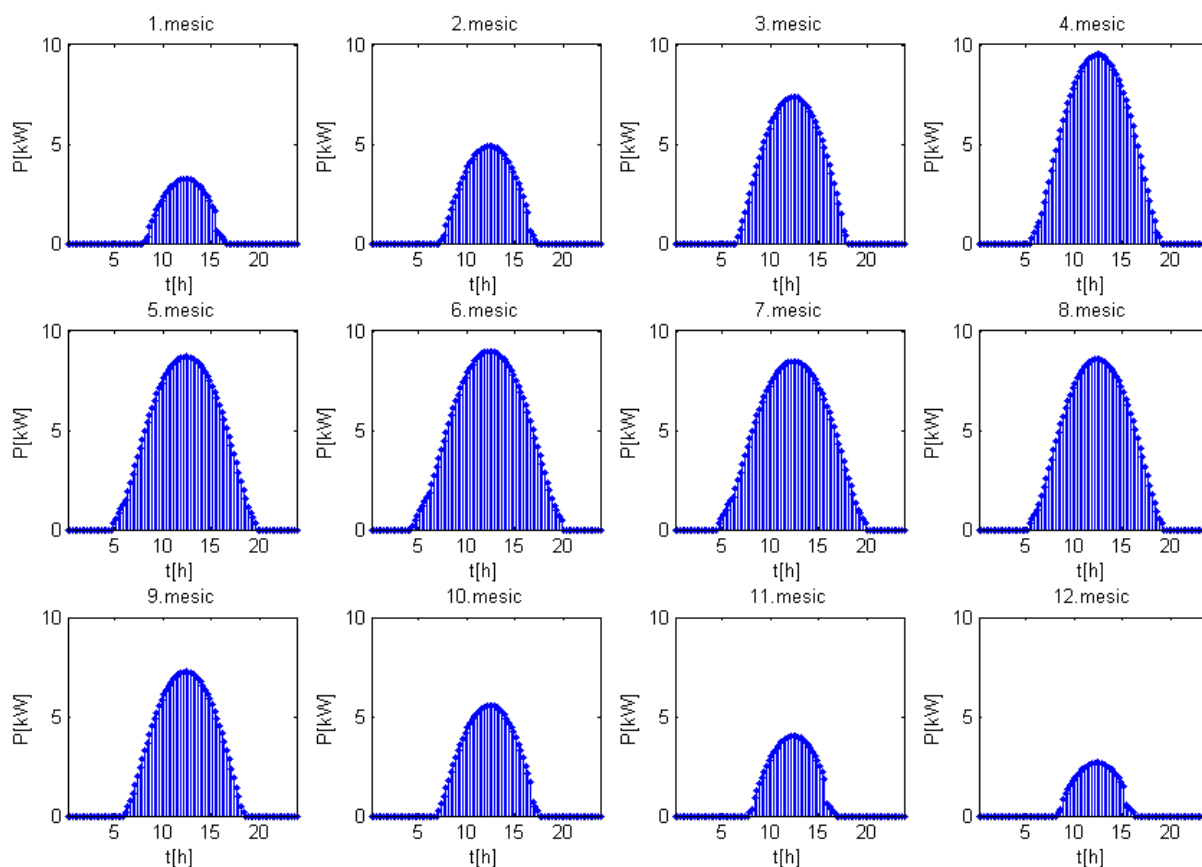 1.mesic
2.mesic
3.mesic
4.mesic
10
10
10
10
P[kW]
P[kW]
P[kW]
P[kW]
5
5
5
5
0
0
0
0
5 10 15 20
5 10 15 20
5 10 15 20
5 10 15 20
t[h]
t[h]
t[h]
t[h]
5.mesic
6.mesic
7.mesic
8.mesic
10
10
10
10
P[kW]
P[kW]
P[kW]
P[kW]
5
5
5
5
0
0
0
0
5 10 15 20
5 10 15 20
5 10 15 20
5 10 15 20
t[h]
t[h]
t[h]
t[h]
9.mesic
10.mesic
11.mesic
12.mesic
10
10
10
10
P[kW]
P[kW]
P[kW]
P[kW]
5
5
5
5
0
0
0
0
5 10 15 20
5 10 15 20
5 10 15 20
5 10 15 20
t[h]
t[h]
t[h]
t[h]